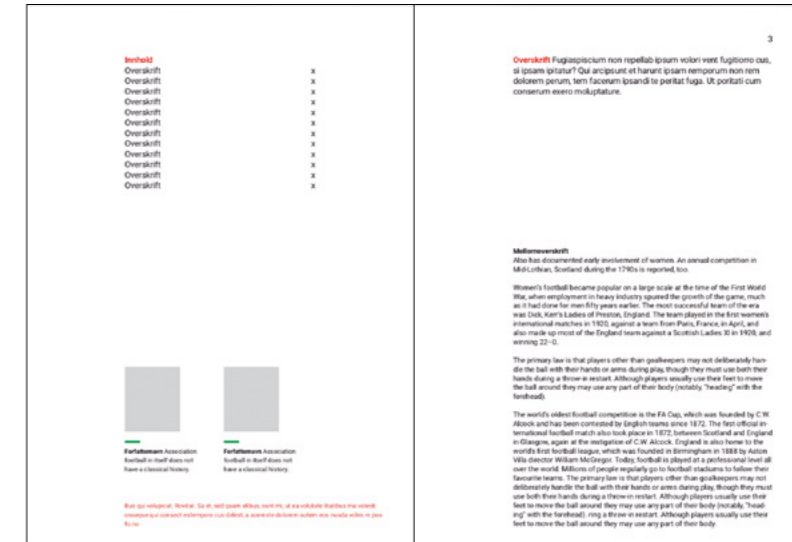 Innhold
Overskrift x
Overskrift x
Overskrift x
Overskrift x
Overskrift x
Overskrift x
Overskrift x
Overskrift x
Overskrift x
Overskrift x
Overskrift x
Overskrift x
Forfatternavn Association
football in itself does not
have a classical history.
Forfatternavn Association
football in itself does not
have a classical history.
3
Overskrift Fugiaspiscium non repellab ipsum volori vent fugitiomo cus,
si ipsam ipitatur? Qui arcipsunt et harunt ipsam remporum non rem
dolorem perum, tem facerum ipsandi te peritat fuga. Ut poritati cum
conserum exero moluptature.
Mellomoverskrift
Also has documented early involvement of women. An annual competition in
Mid-Lothian, Scotland during the 1790s is reported, too.
Women's football became popular on a large scale at the time of the First World
War, when employment in heavy industry spurred the growth of the game, much
as it had done for men fifty years earlier. The most successful team of the era
was Dick, Kerr's Ladies of Preston, England. The team played in the first women's
international matches in 1920, against a team from Paris, France, in April, and
also made up most of the England team against a Scottish Ladies XI in 1920, and
winning 22–0.
The primary law is that players other than goalkeepers may not deliberately han-
dle the ball with their hands or arms during play, though they must use both their
hands during a throw-in restart. Although players usually use their feet to move
the ball around they may use any part of their body (notably, "heading" with the
forehead).
The world's oldest football competition is the FA Cup, which was founded by C.W.
Alcock and has been contested by English teams since 1872. The first official in-
ternational football match also took place in 1872, between Scotland and England
in Glasgow, again at the instigation of C.W. Alcock. England is also home to the
world's first football league, which was founded in Birmingham in 1888 by Aston
Villa director William McGregor. Today, football is played at a professional level all
over the world. Millions of people regularly go to football stadiums to follow their
favourite teams. The primary law is that players other than goalkeepers may not
deliberately handle the ball with their hands or arms during play, though they must
use both their hands during a throw-in restart. Although players usually use their
feet to move the ball around they may use any part of their body (notably, "head-
ing" with the forehead). ring a throw-in restart. Although players usually use their
feet to move the ball around they may use any part of their body.